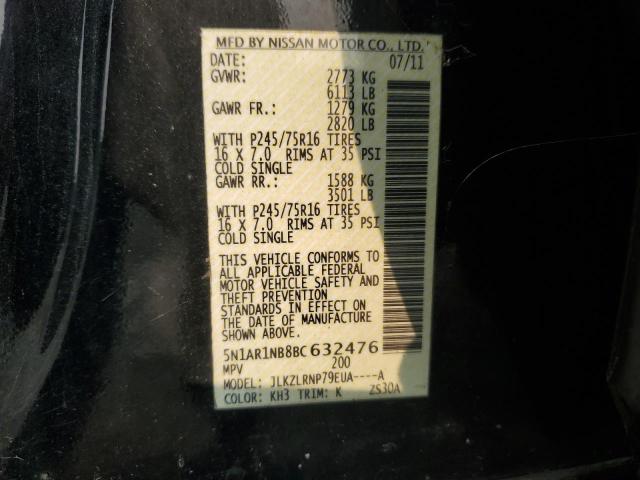 MFD BY NISSAN MOTOR CO., LTD.
DATE: 07/11
GVWR: 2773 KG
6113 LB
GAWR FR.: 1279 KG
2820 LB
WITH P245/75R16 TIRES
16 X 7.0 RIMS AT 35 PSI
COLD SINGLE
GAWR RR.: 1588 KG
3501 LB
WITH P245/75R16 TIRES
16 X 7.0 RIMS AT 35 PSI
COLD SINGLE
THIS VEHICLE CONFORMS TO
ALL APPLICABLE FEDERAL
MOTOR VEHICLE SAFETY AND
THEFT PREVENTION
STANDARDS IN EFFECT ON
THE DATE OF MANUFACTURE
SHOWN ABOVE.
5N1AR1NB8BC632476
MPV 200
MODEL: JLKZLRNP79EUA----A
COLOR: KH3 TRIM: K ZS30A